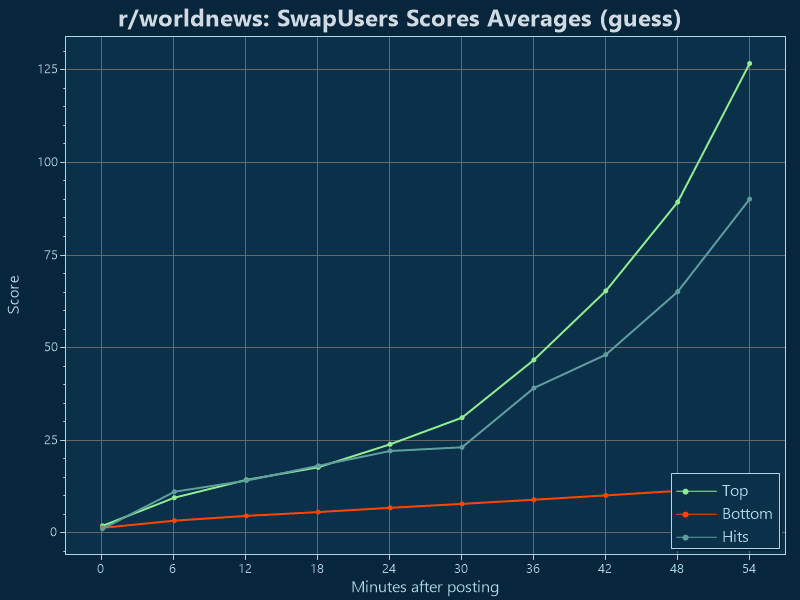 r/worldnews: SwapUsers Scores Averages (guess)
125
100
75
50
25
0
Score
0 6 12 18 24 30 36 42 48 54
Minutes after posting
Top
Bottom
Hits